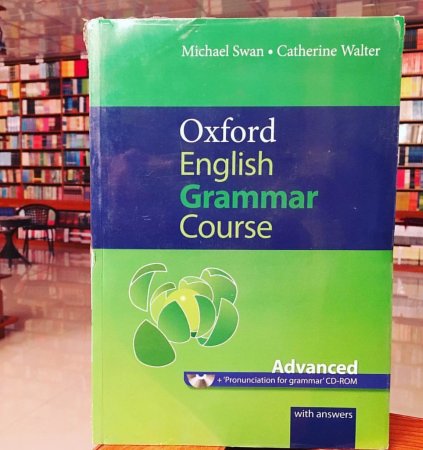 Michael Swan • Catherine Walter
Oxford
English
Grammar
Course
Advanced
+ 'Pronunciation for grammar' CD-ROM
with answers